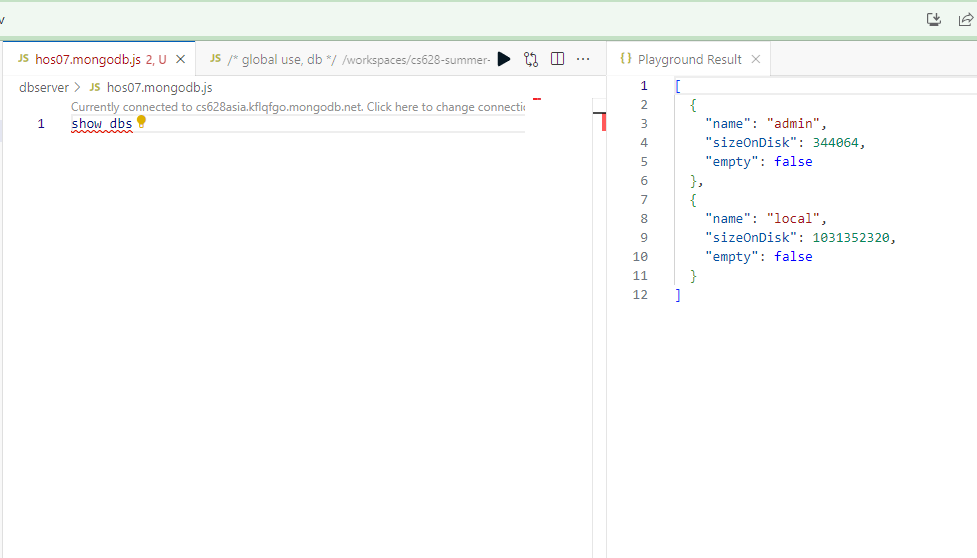 v
JS hos07.mongodb.js 2, U
JS /* global use, db */ /workspaces/cs628-summer-
{} Playground Result
dbserver > JS hos07.mongodb.js
Currently connected to cs628asia.kflqfgo.mongodb.net. Click here to change connectic
1 show dbs
1 [
2 {
3 "name": "admin",
4 "sizeOnDisk": 344064,
5 "empty": false
6 },
7 {
8 "name": "local",
9 "sizeOnDisk": 1031352320,
10 "empty": false
11 }
12 ]